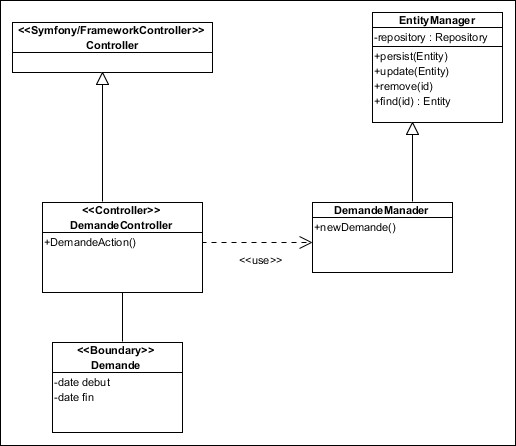 <<Symfony/FrameworkController>>
Controller
EntityManager
-repository : Repository
+persist(Entity)
+update(Entity)
+remove(id)
+find(id) : Entity
<<Controller>>
DemandeController
+DemandeAction()
<<use>>
DemandeManader
+newDemande()
<<Boundary>>
Demande
-date debut
-date fin